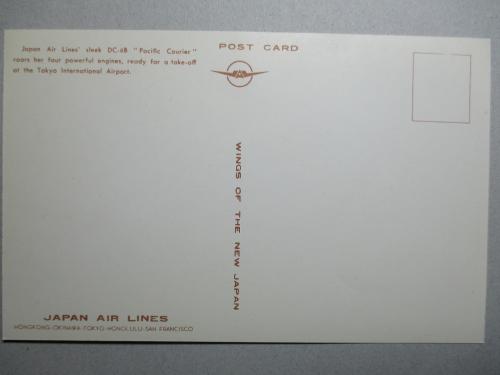 Japan Air Lines' sleek DC-6B "Pacific Courier"
roars her four powerful engines, ready for a take-off
at the Tokyo International Airport.
POST CARD
WINGS OF THE NEW JAPAN
JAPAN AIR LINES
HONGKONG-OKINAWA-TOKYO-HONOLULU-SAN FRANCISCO